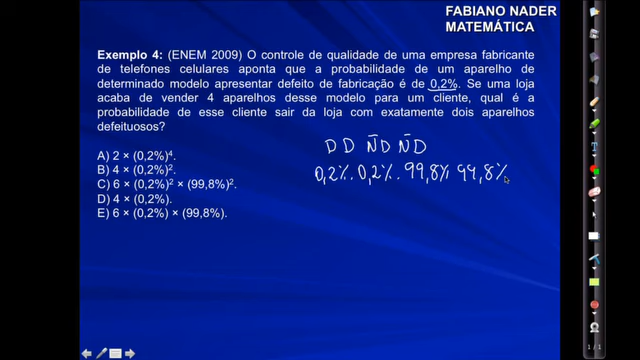 FABIANO NADER
MATEMÁTICA
Exemplo 4: (ENEM 2009) O controle de qualidade de uma empresa fabricante
de telefones celulares aponta que a probabilidade de um aparelho de
determinado modelo apresentar defeito de fabricação é de 0,2%. Se uma loja
acaba de vender 4 aparelhos desse modelo para um cliente, qual é a
probabilidade de esse cliente sair da loja com exatamente dois aparelhos
defeituosos?
D D ÑD ÑD
0,2%. 0,2%. 99,8% 99,8%
A) 2 × (0,2%)⁴.
B) 4 × (0,2%)².
C) 6 × (0,2%)² × (99,8%)².
D) 4 × (0,2%).
E) 6 × (0,2%) × (99,8%).
1 / 1